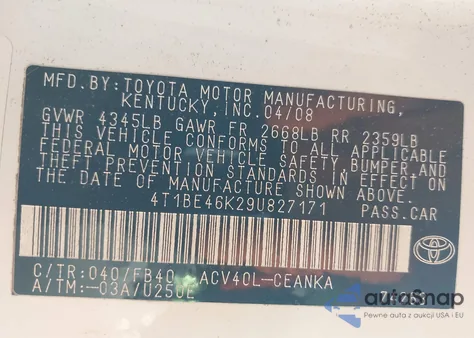 MFD.BY:TOYOTA MOTOR MANUFACTURING,
KENTUCKY,INC.04/08
GVWR 4345LB GAWR FR 2668LB RR 2359LB
THIS VEHICLE CONFORMS TO ALL APPLICABLE
FEDERAL MOTOR VEHICLE SAFETY,BUMPER,AND
THEFT PREVENTION STANDARDS IN EFFECT ON
THE DATE OF MANUFACTURE SHOWN ABOVE.
4T1BE46K29U827171 PASS.CAR
C/TR:040/FB40 ACV40L-CEANKA
A/TM:-03A/U250E
TOYOTA
autoSnap
Pewne auta z aukcji USA i EU